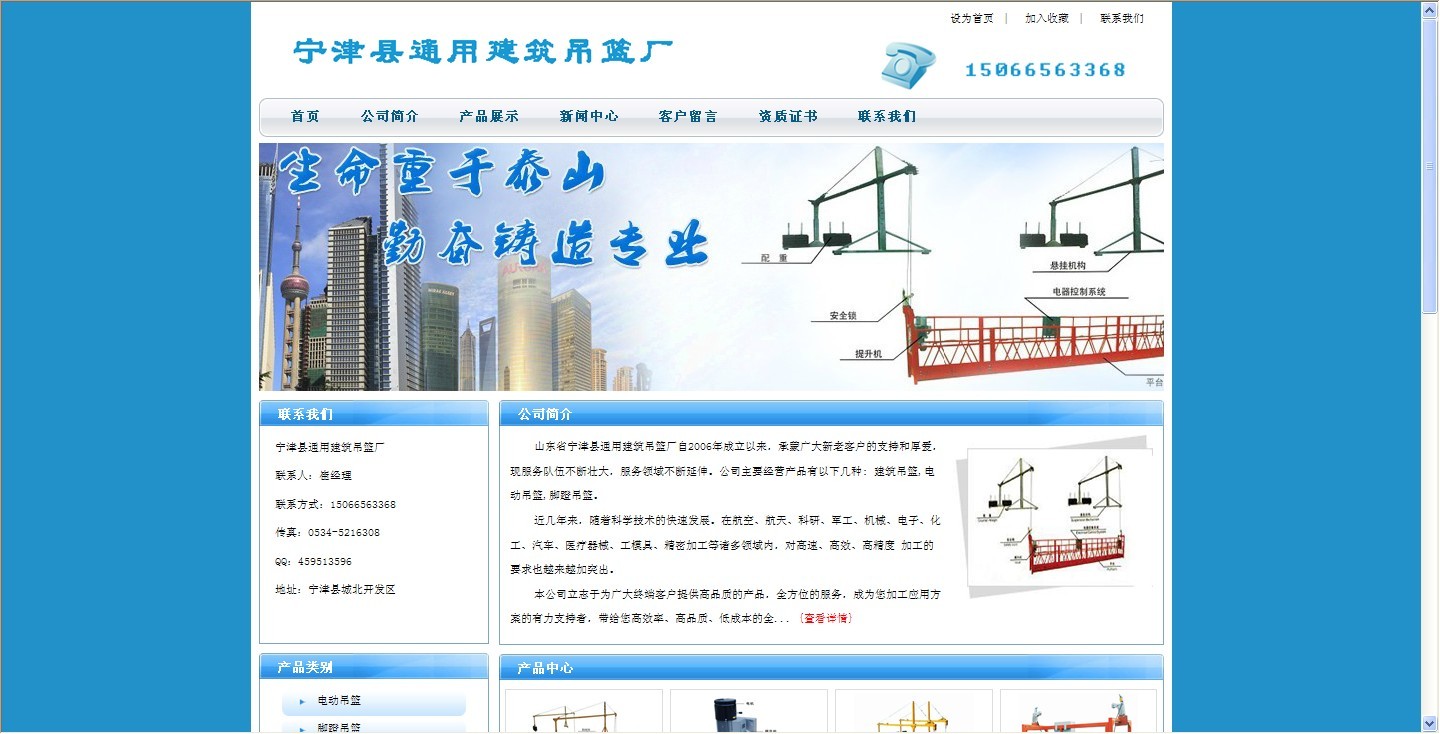 设为首页 | 加入收藏 | 联系我们
宁津县通用建筑吊篮厂
15066563368
首页 公司简介 产品展示 新闻中心 客户留言 资质证书 联系我们
生命重于泰山
勤奋铸造专业
配 重
悬挂机构
电器控制系统
安全锁
提升机
平台
联系我们
宁津县通用建筑吊篮厂
联系人：崔经理
联系方式：15066563368
传真：0534-5216308
QQ：459513596
地址：宁津县城北开发区
公司简介
山东省宁津县通用建筑吊篮厂自2006年成立以来，承蒙广大新老客户的支持和厚爱，
现服务队伍不断壮大，服务领域不断延伸。公司主要经营产品有以下几种：建筑吊篮,电
动吊篮,脚蹬吊篮。
近几年来，随着科学技术的快速发展。在航空、航天、科研、军工、机械、电子、化
工、汽车、医疗器械、工模具、精密加工等诸多领域内，对高速、高效、高精度 加工的
要求也越来越加突出。
本公司立志于为广大终端客户提供高品质的产品，全方位的服务，成为您加工应用方
案的有力支持者，带给您高效率、高品质、低成本的全... [查看详情]
产品类别
电动吊篮
脚蹬吊篮
产品中心